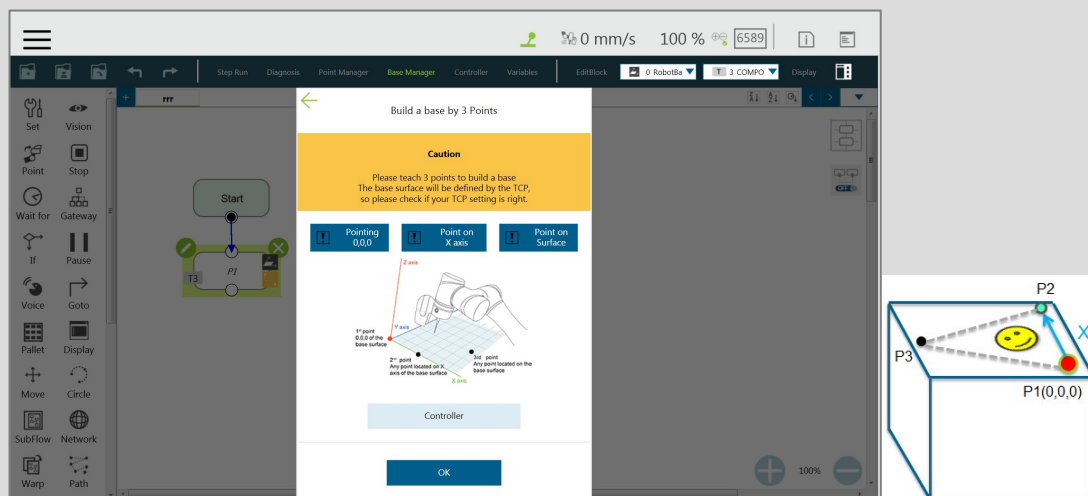 0 mm/s
100 %
6589
Step Run
Diagnosis
Point Manager
Base Manager
Controller
Variables
EditBlock
0 RobotBa
T 3 COMPO
Display
rrr
Set
Vision
Point
Stop
Wait for
Gateway
If
Pause
Voice
Goto
Pallet
Display
Move
Circle
SubFlow
Network
Warp
Path
Start
P1
T3
OFF
Build a base by 3 Points
Caution
Please teach 3 points to build a base
The base surface will be defined by the TCP,
so please check if your TCP setting is right.
Pointing
0,0,0
Point on
X axis
Point on
Surface
Z axis
Y axis
1st point
0,0,0 of the
base surface
2nd point
Any point located on X
axis of the base surface
3rd point
Any point located on the
base surface
X axis
Controller
OK
100%
P2
X
P3
P1(0,0,0)